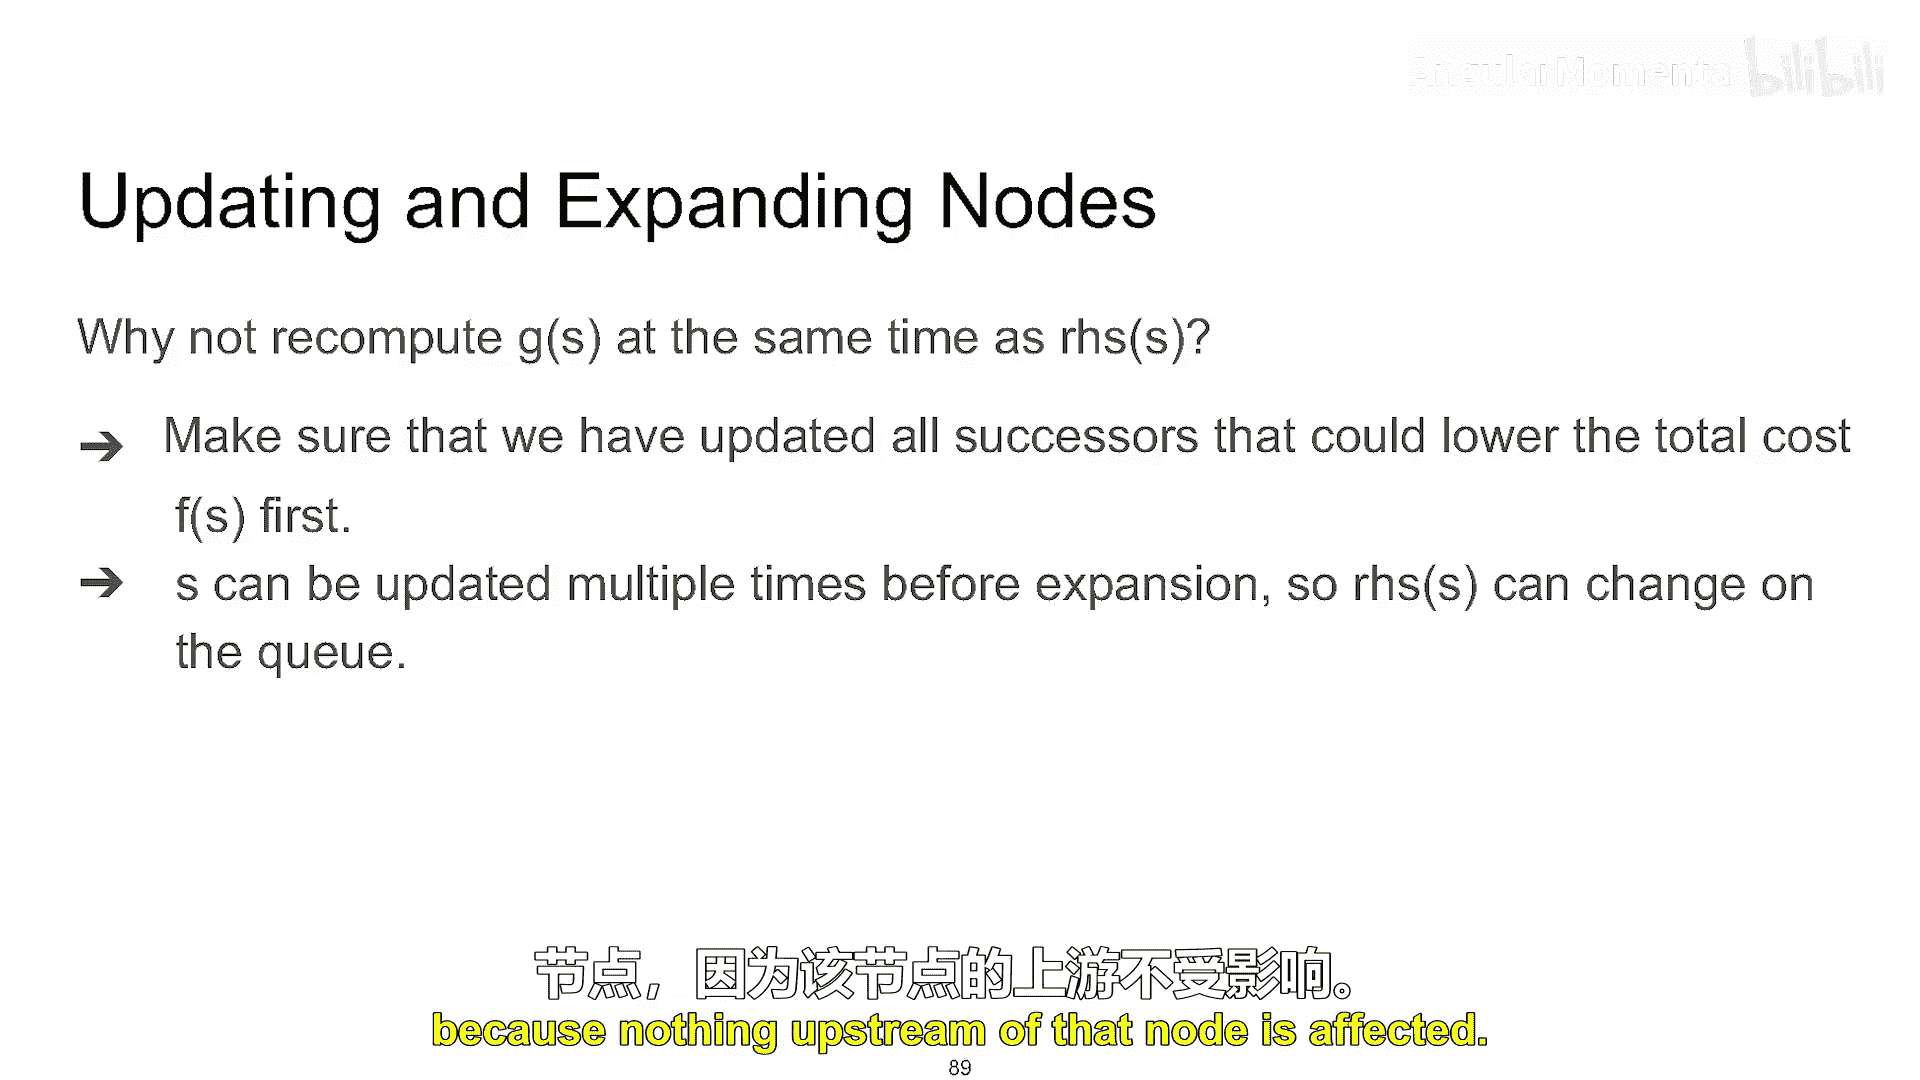 AngularMomenta bilibili
Updating and Expanding Nodes
Why not recompute g(s) at the same time as rhs(s)?
➔ Make sure that we have updated all successors that could lower the total cost
f(s) first.
➔ s can be updated multiple times before expansion, so rhs(s) can change on
the queue.
节点，因为该节点的上游不受影响。
because nothing upstream of that node is affected.
89